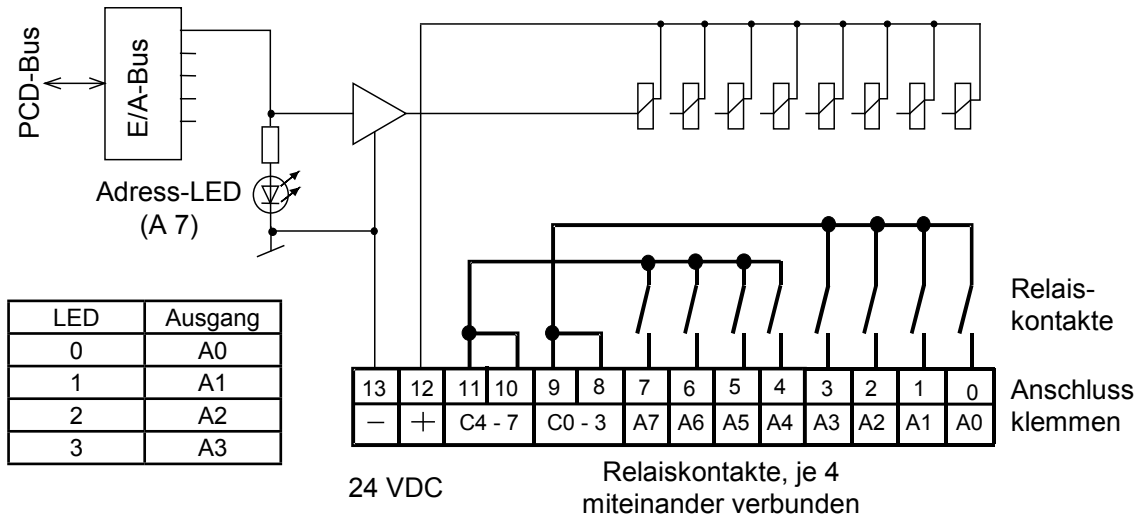 PCD-Bus
E/A-Bus
Adress-LED
(A 7)
LED Ausgang
0 A0
1 A1
2 A2
3 A3
Relais-
kontakte
13 12 11 10 9 8 7 6 5 4 3 2 1 0
Anschluss
klemmen
– + C4 - 7 C0 - 3 A7 A6 A5 A4 A3 A2 A1 A0
24 VDC
Relaiskontakte, je 4
miteinander verbunden